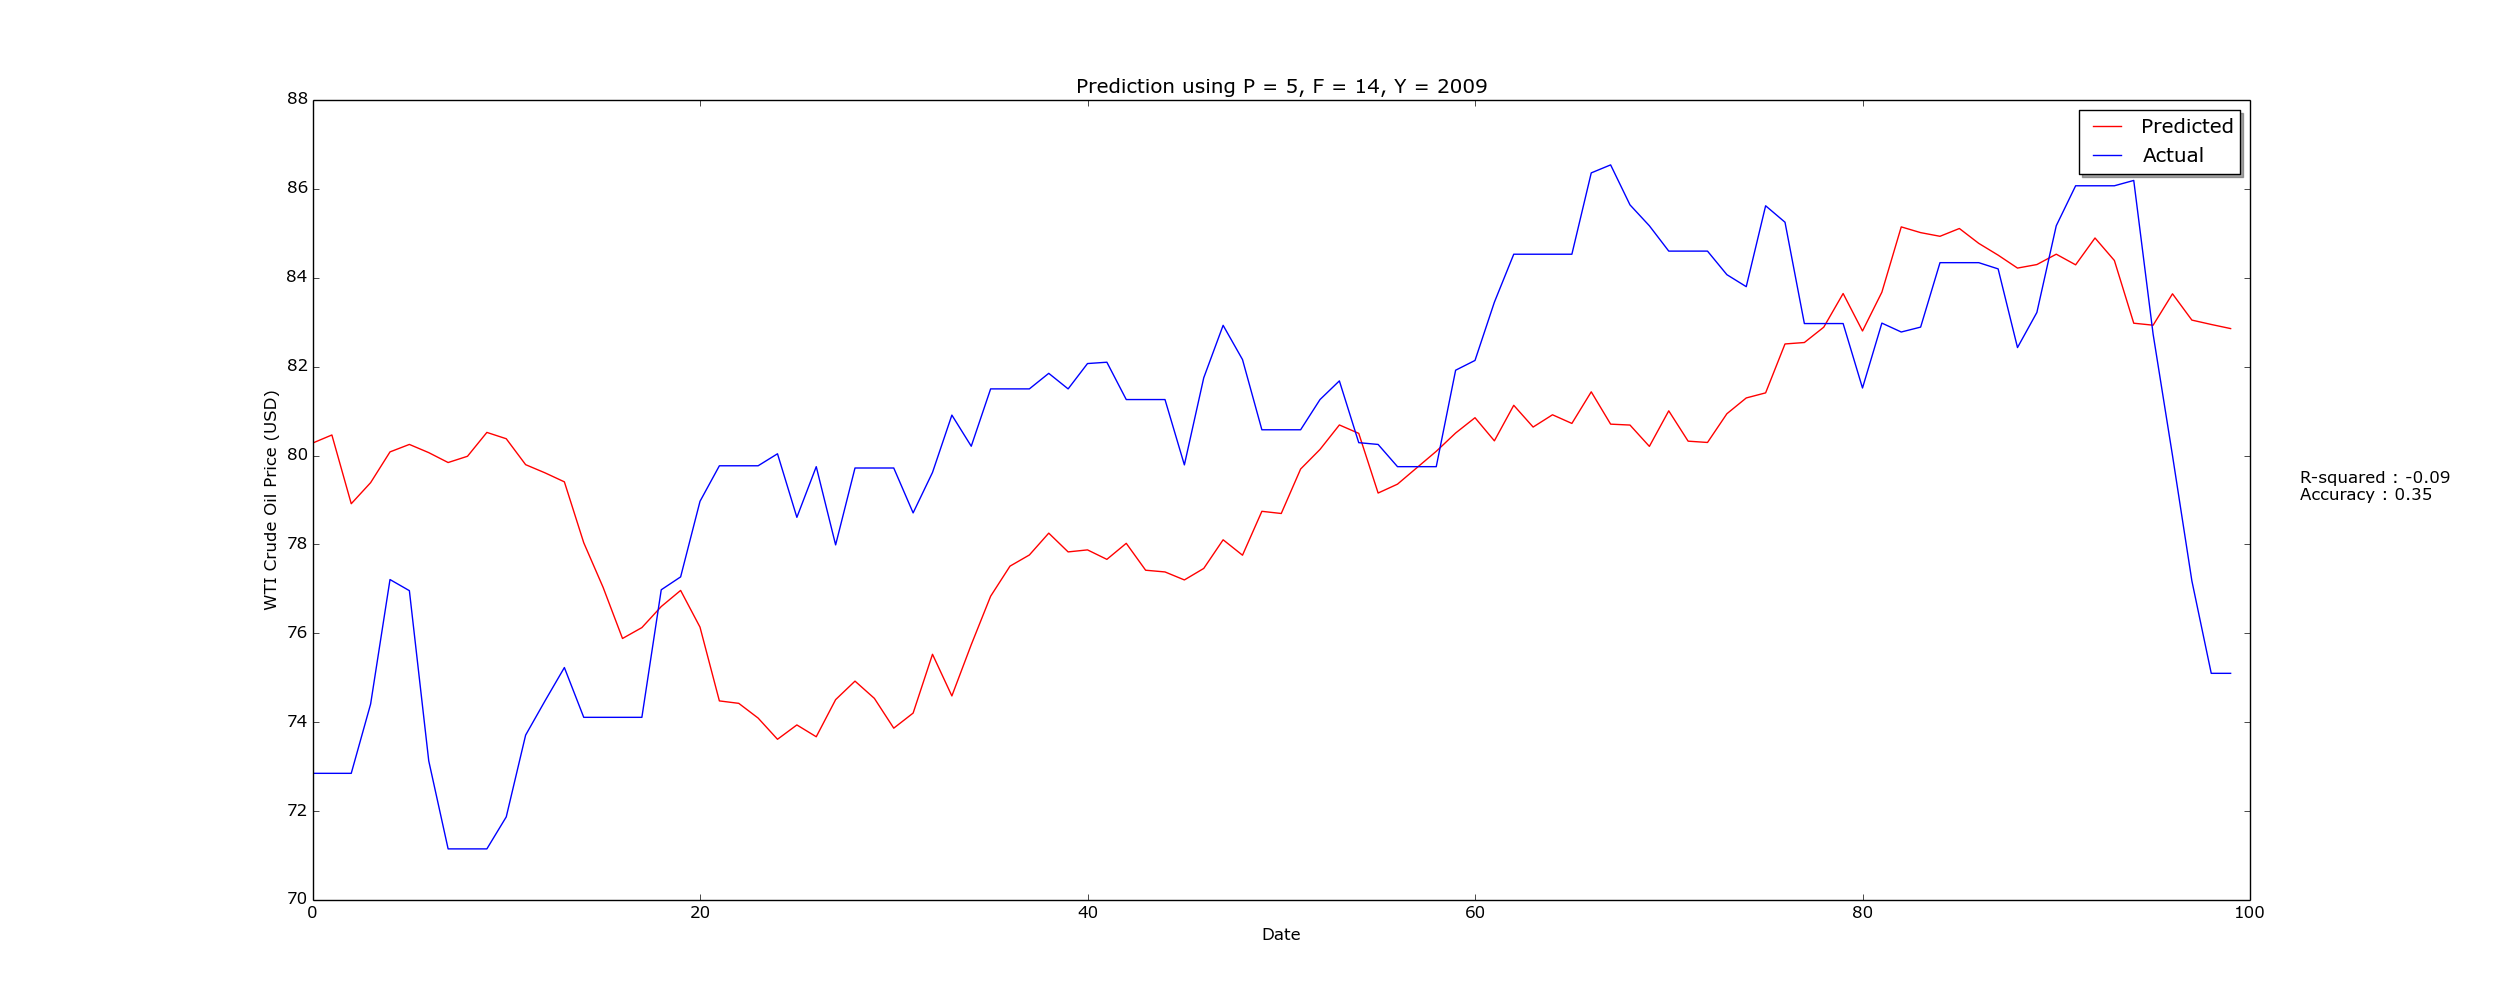 Prediction using P = 5, F = 14, Y = 2009
88
86
84
82
80
78
76
74
72
70
WTI Crude Oil Price (USD)
0
20
40
60
80
100
Date
Predicted
Actual
R-squared : -0.09
Accuracy : 0.35